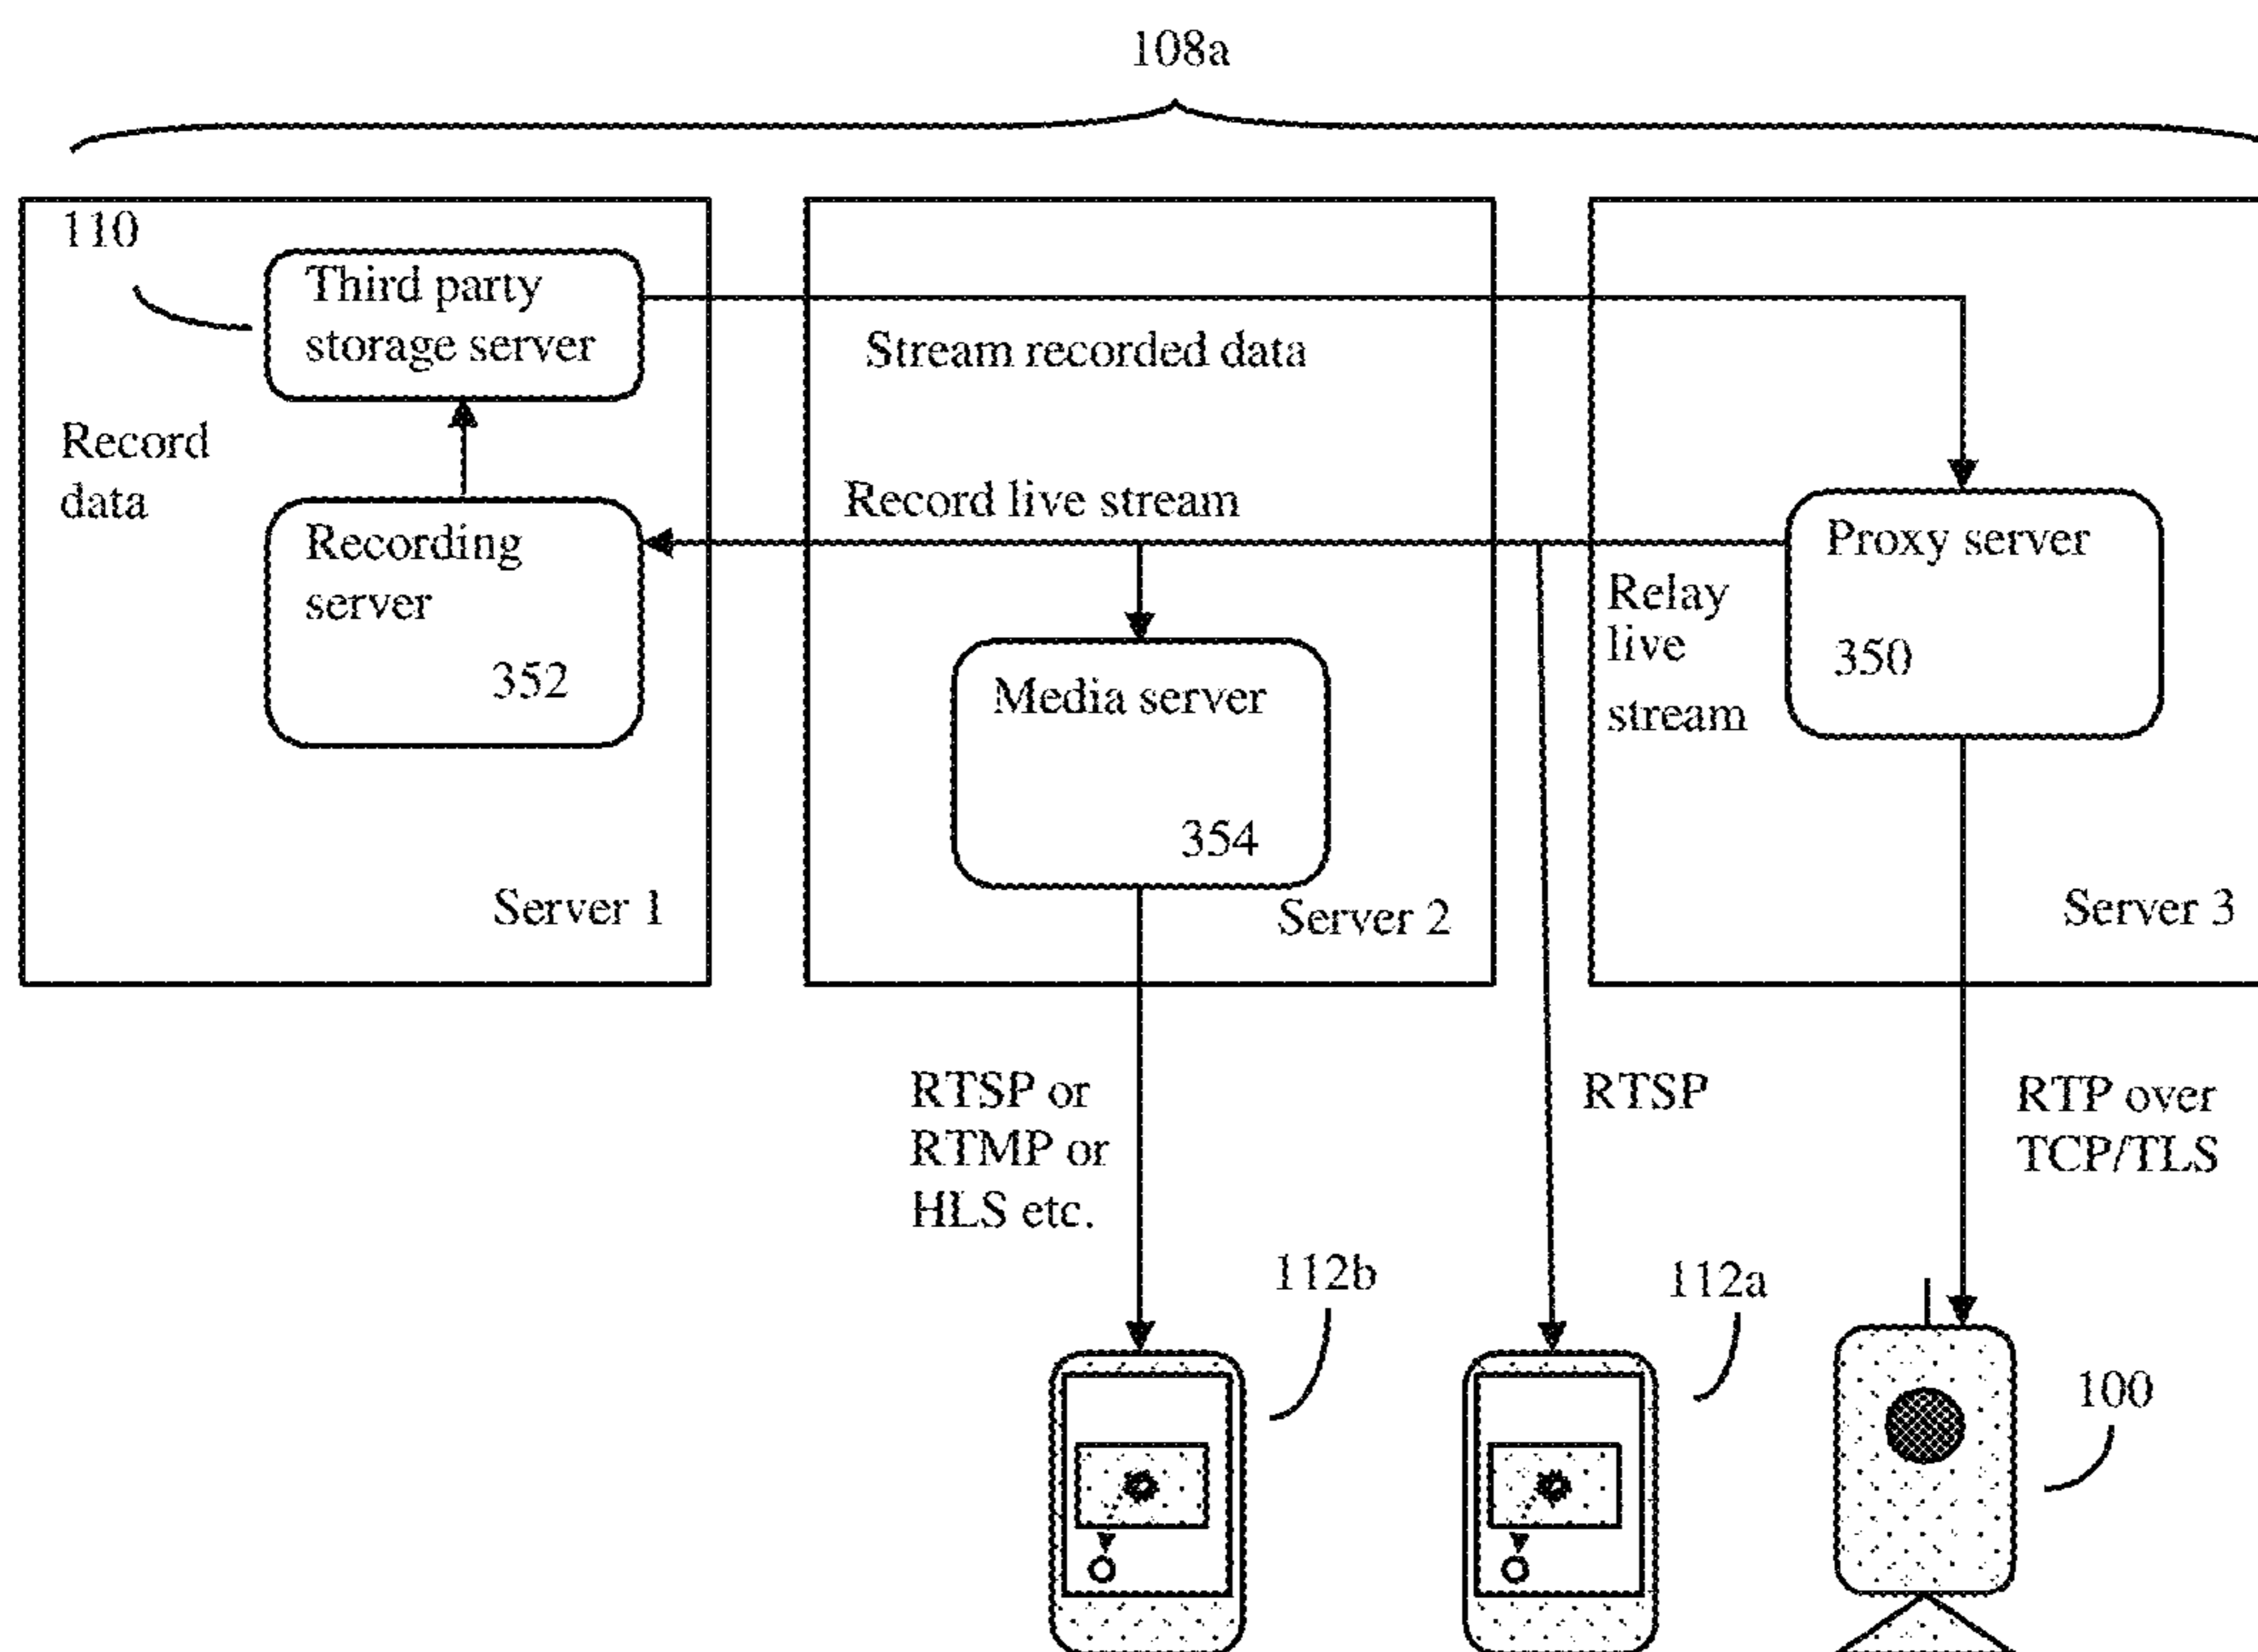 108a
110
Third party
storage server
Stream recorded data
Record
data
Record live stream
Recording
server
352
Proxy server
350
Relay
live
stream
Media server
354
Server 1
Server 2
Server 3
RTSP or
RTMP or
HLS etc.
RTSP
RTP over
TCP/TLS
112b
112a
100